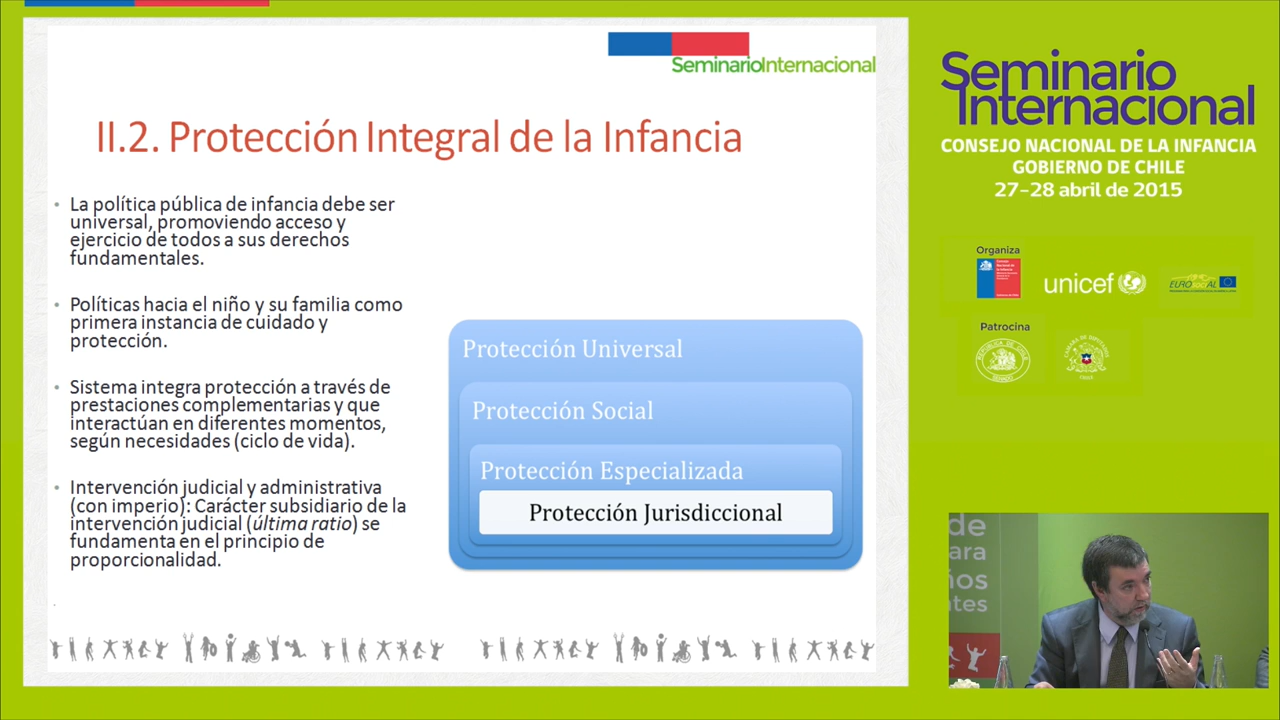 SeminarioInternacional
II.2. Protección Integral de la Infancia
La política pública de infancia debe ser
universal, promoviendo acceso y
ejercicio de todos a sus derechos
fundamentales.
Políticas hacia el niño y su familia como
primera instancia de cuidado y
protección.
Sistema integra protección a través de
prestaciones complementarias y que
interactúan en diferentes momentos,
según necesidades (ciclo de vida).
Intervención judicial y administrativa
(con imperio): Carácter subsidiario de la
intervención judicial (última ratio) se
fundamenta en el principio de
proporcionalidad.
Protección Universal
Protección Social
Protección Especializada
Protección Jurisdiccional
Seminario
Internacional
CONSEJO NACIONAL DE LA INFANCIA
GOBIERNO DE CHILE
27-28 abril de 2015
Organiza
unicef
Patrocina
de
ara
ños
ntes